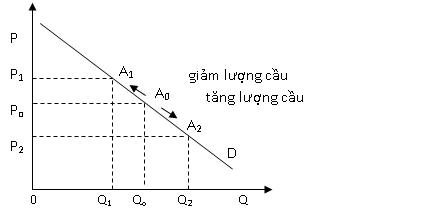 P
A₁
giảm lượng cầu
P₁
A₀
tăng lượng cầu
P₀
A₂
P₂
D
0
Q₁
Q₀
Q₂
Q